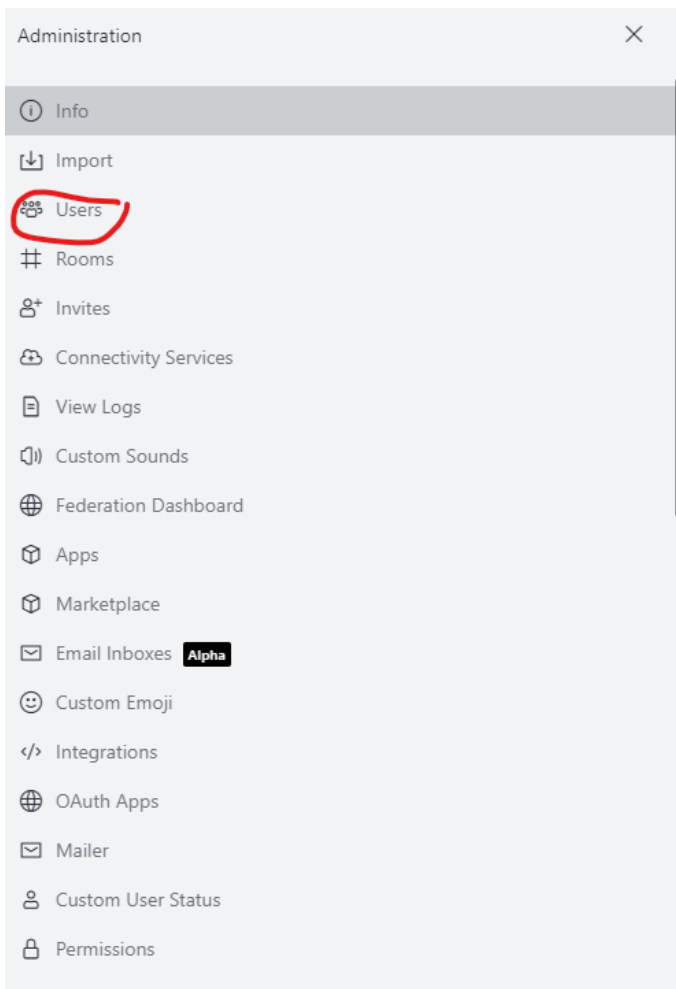 Administration
Info
Import
Users
Rooms
Invites
Connectivity Services
View Logs
Custom Sounds
Federation Dashboard
Apps
Marketplace
Email Inboxes Alpha
Custom Emoji
Integrations
OAuth Apps
Mailer
Custom User Status
Permissions